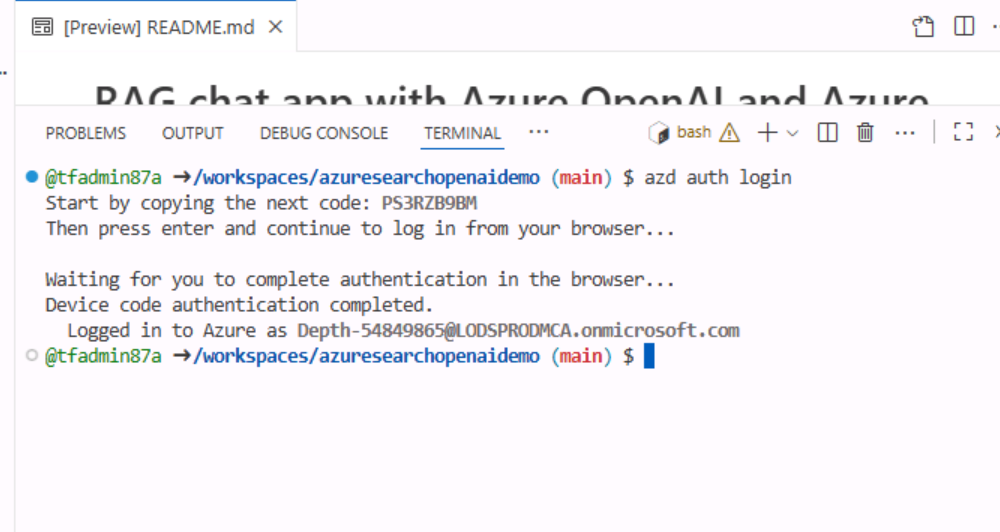 [Preview] README.md
RAG chat app with Azure OpenAI and Azure
PROBLEMS OUTPUT DEBUG CONSOLE TERMINAL ··· bash
@tfadmin87a ➜/workspaces/azuresearchopenaidemo (main) $ azd auth login
Start by copying the next code: PS3RZB9BM
Then press enter and continue to log in from your browser...
Waiting for you to complete authentication in the browser...
Device code authentication completed.
Logged in to Azure as Depth-54849865@LODSPRODMCA.onmicrosoft.com
@tfadmin87a ➜/workspaces/azuresearchopenaidemo (main) $